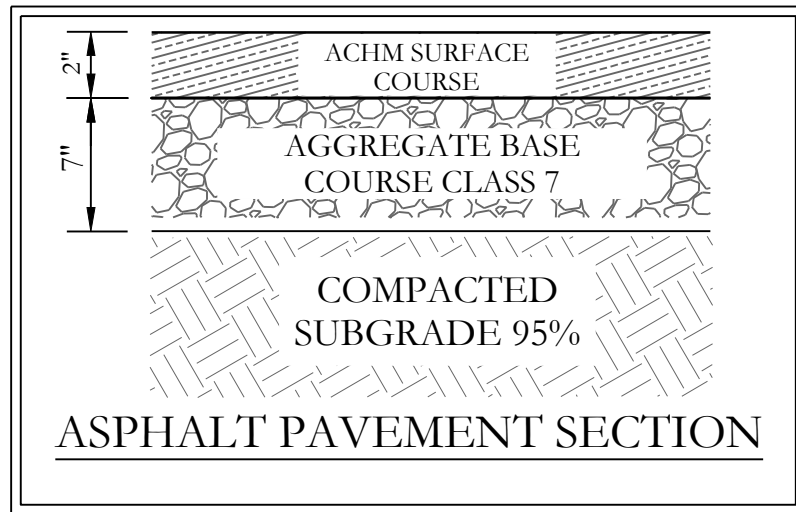 2"
ACHM SURFACE
COURSE
7"
AGGREGATE BASE
COURSE CLASS 7
COMPACTED
SUBGRADE 95%
ASPHALT PAVEMENT SECTION